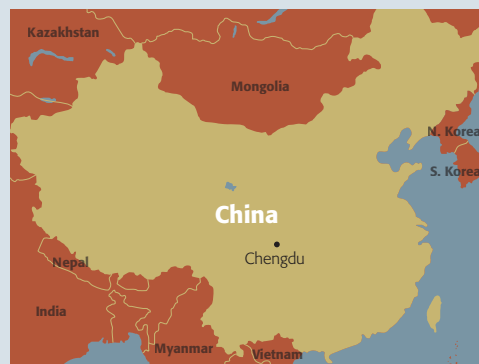 Kazakhstan
Mongolia
N. Korea
S. Korea
China
Chengdu
Nepal
India
Myanmar
Vietnam